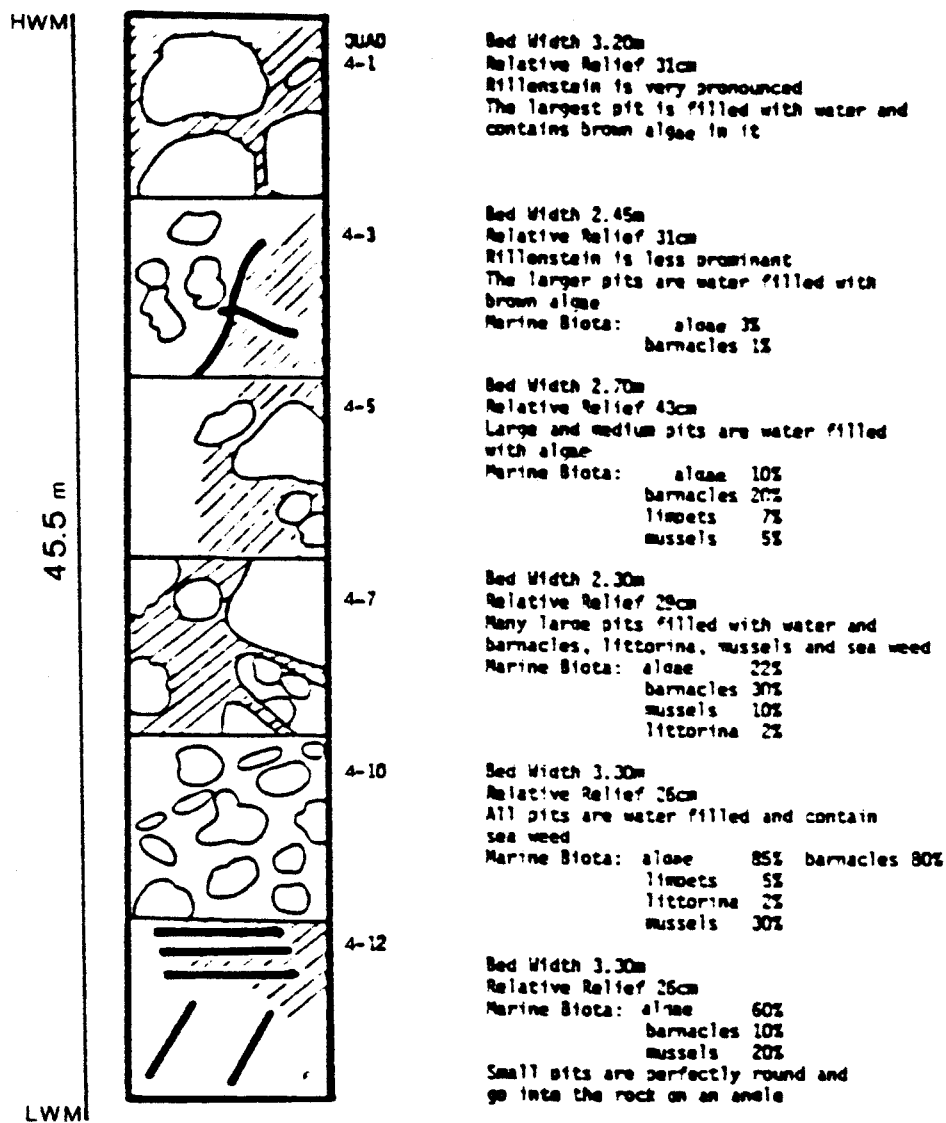 HWM
45.5 m
LWM
QUAD
4-1
Bed Width 3.20m
Relative Relief 31cm
Rillenstein is very pronounced
The largest pit is filled with water and
contains brown algae in it
4-3
Bed Width 2.45m
Relative Relief 31cm
Rillenstein is less prominant
The larger pits are water filled with
brown algae
Marine Biota: algae 3%
barnacles 1%
4-5
Bed Width 2.70m
Relative Relief 43cm
Large and medium pits are water filled
with algae
Marine Biota: algae 10%
barnacles 20%
limpets 7%
mussels 5%
4-7
Bed Width 2.30m
Relative Relief 29cm
Many large pits filled with water and
barnacles, littorina, mussels and sea weed
Marine Biota: algae 22%
barnacles 30%
mussels 10%
littorina 2%
4-10
Bed Width 3.30m
Relative Relief 26cm
All pits are water filled and contain
sea weed
Marine Biota: algae 85% barnacles 80%
limpets 5%
littorina 2%
mussels 30%
4-12
Bed Width 3.30m
Relative Relief 26cm
Marine Biota: algae 60%
barnacles 10%
mussels 20%
Small pits are perfectly round and
go into the rock on an angle